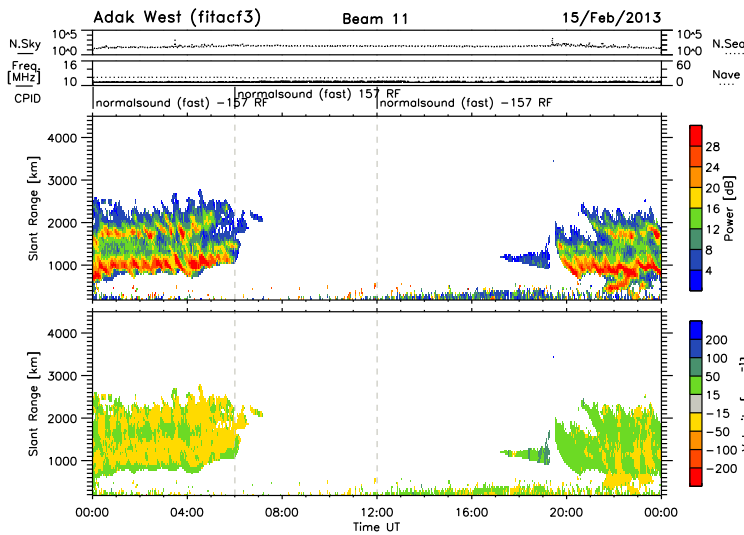 Adak West (fitacf3) Beam 11 15/Feb/2013
N.Sky 10^5 10^0 10^5 10^0 N.Sea
Freq. [MHz] 16 10 60 0 Nave
CPID normalsound (fast) -157 RF normalsound (fast) 157 RF normalsound (fast) -157 RF
Slant Range [km] 4000 3000 2000 1000
Power [dB] 28 24 20 16 12 8 4
Slant Range [km] 4000 3000 2000 1000
200 100 50 15 -15 -50 -100 -200
00:00 04:00 08:00 12:00 16:00 20:00 00:00
Time UT